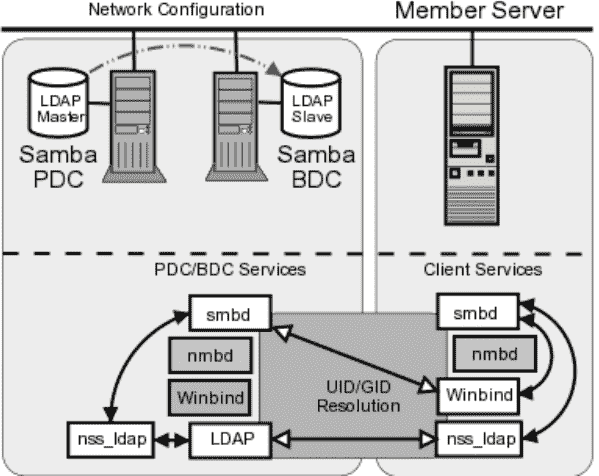 Network Configuration
Member Server
LDAP
Master
LDAP
Slave
Samba
PDC
Samba
BDC
PDC/BDC Services
Client Services
smbd
smbd
nmbd
nmbd
Winbind
UID/GID
Resolution
Winbind
nss_ldap
LDAP
nss_ldap